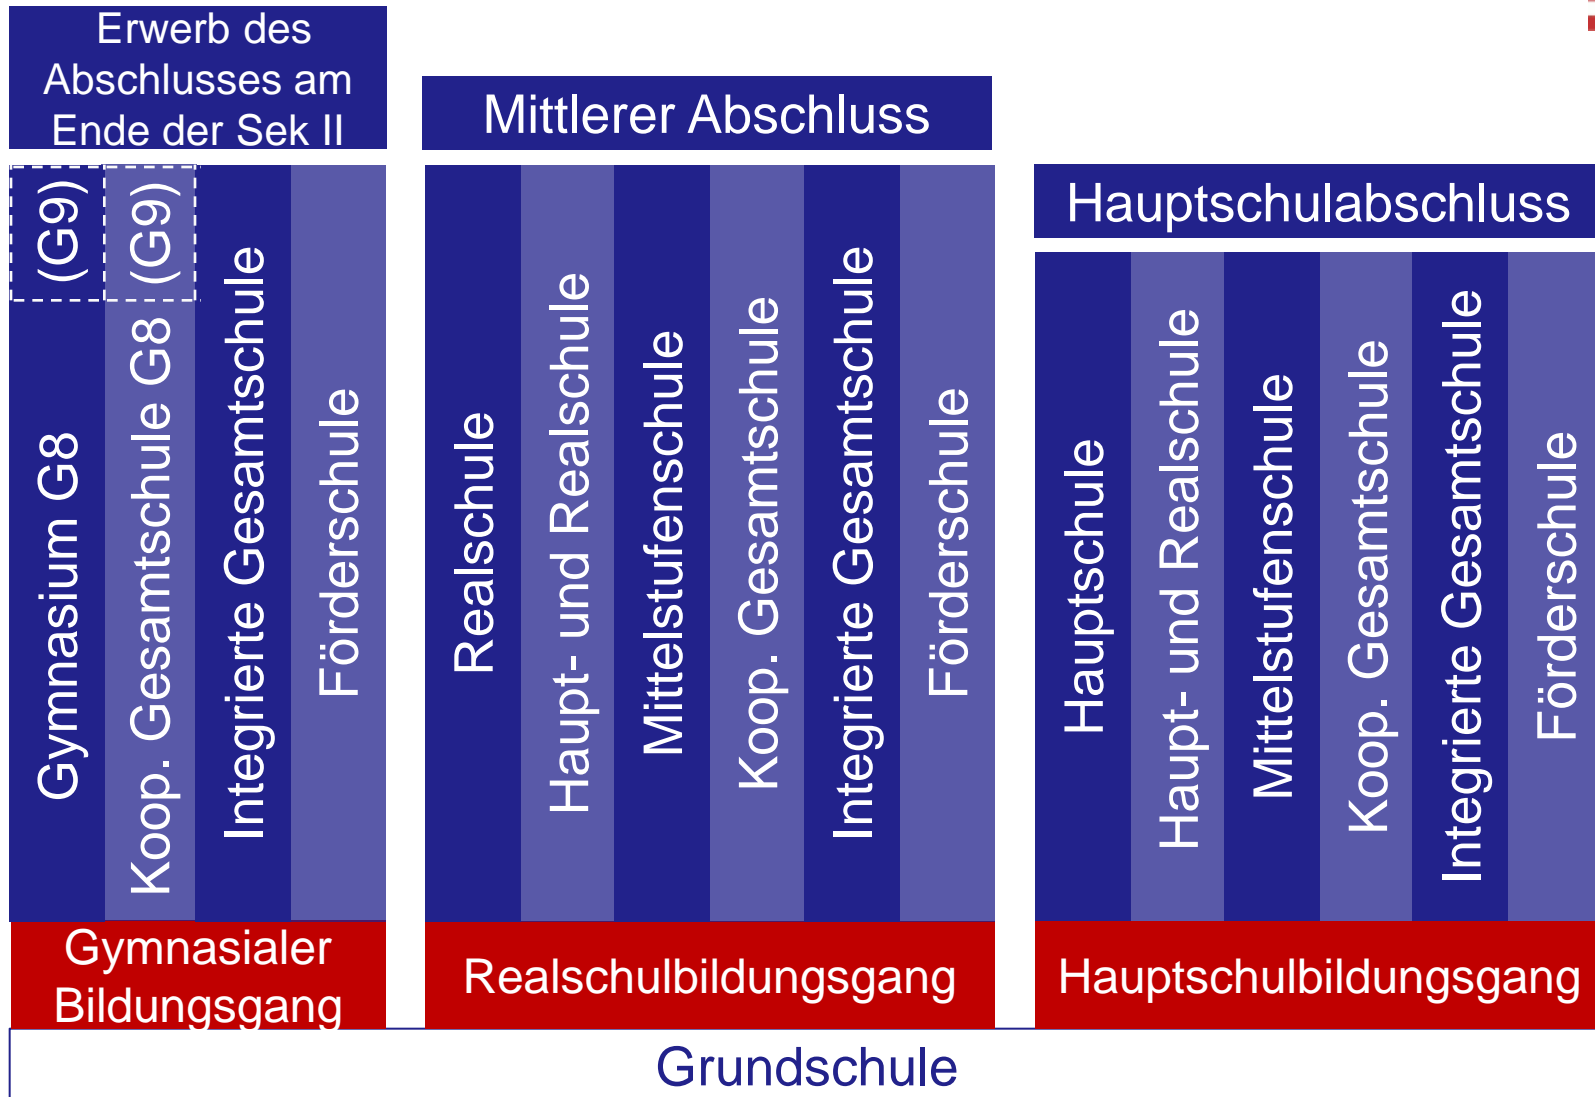 Erwerb des
Abschlusses am
Ende der Sek II
Mittlerer Abschluss
Hauptschulabschluss
Gymnasium G8 (G9)
Koop. Gesamtschule G8 (G9)
Integrierte Gesamtschule
Förderschule
Realschule
Haupt- und Realschule
Mittelstufenschule
Koop. Gesamtschule
Integrierte Gesamtschule
Förderschule
Hauptschule
Haupt- und Realschule
Mittelstufenschule
Koop. Gesamtschule
Integrierte Gesamtschule
Förderschule
Gymnasialer
Bildungsgang
Realschulbildungsgang
Hauptschulbildungsgang
Grundschule